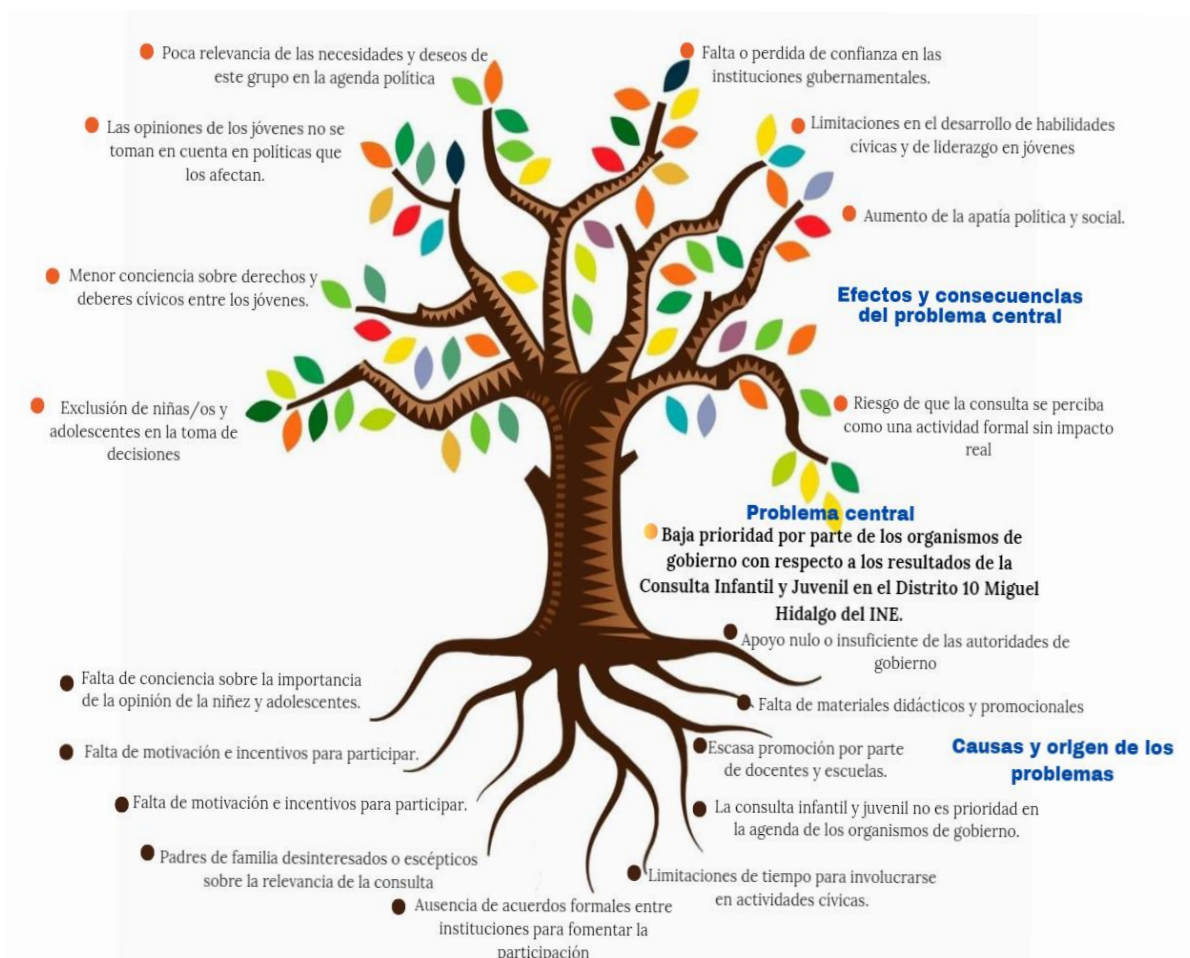 Poca relevancia de las necesidades y deseos de
este grupo en la agenda política
Falta o perdida de confianza en las
instituciones gubernamentales.
Las opiniones de los jóvenes no se
toman en cuenta en políticas que
los afectan.
Limitaciones en el desarrollo de habilidades
cívicas y de liderazgo en jóvenes
Aumento de la apatía política y social.
Menor conciencia sobre derechos y
deberes cívicos entre los jóvenes.
Efectos y consecuencias
del problema central
Exclusión de niñas/os y
adolescentes en la toma de
decisiones
Riesgo de que la consulta se perciba
como una actividad formal sin impacto
real
Problema central
Baja prioridad por parte de los organismos de
gobierno con respecto a los resultados de la
Consulta Infantil y Juvenil en el Distrito 10 Miguel
Hidalgo del INE.
Apoyo nulo o insuficiente de las autoridades de
gobierno
Falta de conciencia sobre la importancia
de la opinión de la niñez y adolescentes.
Falta de materiales didácticos y promocionales
Falta de motivación e incentivos para participar.
Escasa promoción por parte
de docentes y escuelas.
Causas y origen de los
problemas
Falta de motivación e incentivos para participar.
La consulta infantil y juvenil no es prioridad en
la agenda de los organismos de gobierno.
Padres de familia desinteresados o escépticos
sobre la relevancia de la consulta
Limitaciones de tiempo para involucrarse
en actividades cívicas.
Ausencia de acuerdos formales entre
instituciones para fomentar la
participación